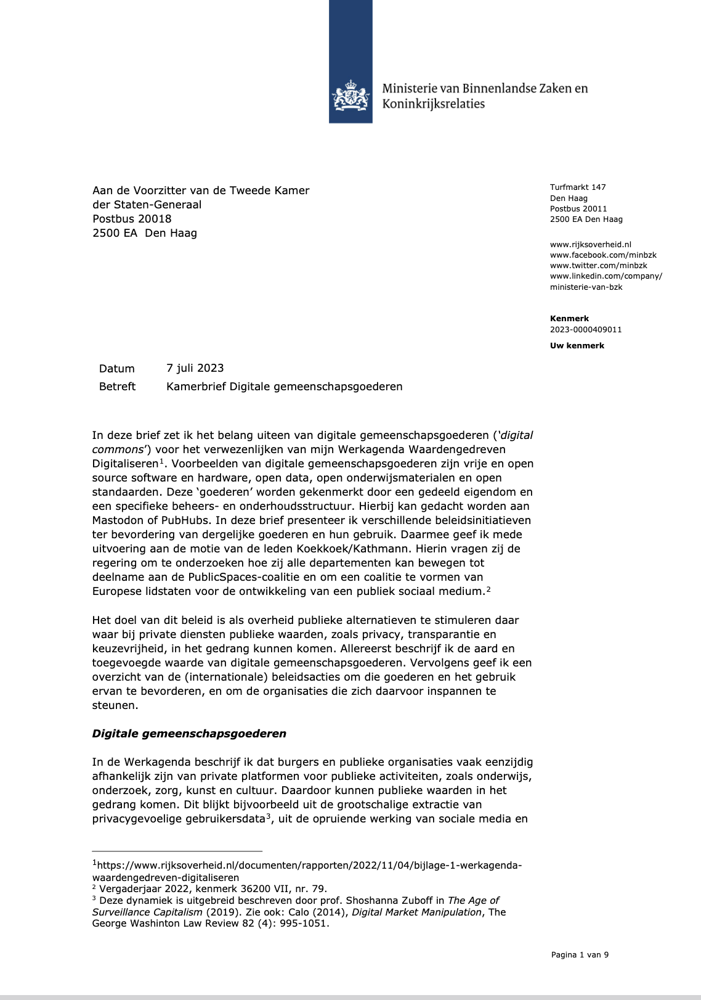 Ministerie van Binnenlandse Zaken en
Koninkrijksrelaties
Aan de Voorzitter van de Tweede Kamer
der Staten-Generaal
Postbus 20018
2500 EA  Den Haag
Turfmarkt 147
Den Haag
Postbus 20011
2500 EA Den Haag
www.rijksoverheid.nl
www.facebook.com/minbzk
www.twitter.com/minbzk
www.linkedin.com/company/
ministerie-van-bzk
Kenmerk
2023-0000409011
Uw kenmerk
Datum 7 juli 2023
Betreft Kamerbrief Digitale gemeenschapsgoederen
In deze brief zet ik het belang uiteen van digitale gemeenschapsgoederen (‘digital
commons’) voor het verwezenlijken van mijn Werkagenda Waardengedreven
Digitaliseren1. Voorbeelden van digitale gemeenschapsgoederen zijn vrije en open
source software en hardware, open data, open onderwijsmaterialen en open
standaarden. Deze ‘goederen’ worden gekenmerkt door een gedeeld eigendom en
een specifieke beheers- en onderhoudsstructuur. Hierbij kan gedacht worden aan
Mastodon of PubHubs. In deze brief presenteer ik verschillende beleidsinitiatieven
ter bevordering van dergelijke goederen en hun gebruik. Daarmee geef ik mede
uitvoering aan de motie van de leden Koekkoek/Kathmann. Hierin vragen zij de
regering om te onderzoeken hoe zij alle departementen kan bewegen tot
deelname aan de PublicSpaces-coalitie en om een coalitie te vormen van
Europese lidstaten voor de ontwikkeling van een publiek sociaal medium.2
Het doel van dit beleid is als overheid publieke alternatieven te stimuleren daar
waar bij private diensten publieke waarden, zoals privacy, transparantie en
keuzevrijheid, in het gedrang kunnen komen. Allereerst beschrijf ik de aard en
toegevoegde waarde van digitale gemeenschapsgoederen. Vervolgens geef ik een
overzicht van de (internationale) beleidsacties om die goederen en het gebruik
ervan te bevorderen, en om de organisaties die zich daarvoor inspannen te
steunen.
Digitale gemeenschapsgoederen
In de Werkagenda beschrijf ik dat burgers en publieke organisaties vaak eenzijdig
afhankelijk zijn van private platformen voor publieke activiteiten, zoals onderwijs,
onderzoek, zorg, kunst en cultuur. Daardoor kunnen publieke waarden in het
gedrang komen. Dit blijkt bijvoorbeeld uit de grootschalige extractie van
privacygevoelige gebruikersdata3, uit de opruiende werking van sociale media en
1https://www.rijksoverheid.nl/documenten/rapporten/2022/11/04/bijlage-1-werkagenda-
waardengedreven-digitaliseren
2 Vergaderjaar 2022, kenmerk 36200 VII, nr. 79.
3 Deze dynamiek is uitgebreid beschreven door prof. Shoshanna Zuboff in The Age of
Surveillance Capitalism (2019). Zie ook: Calo (2014), Digital Market Manipulation, The
George Washinton Law Review 82 (4): 995-1051.
Pagina 1 van 9